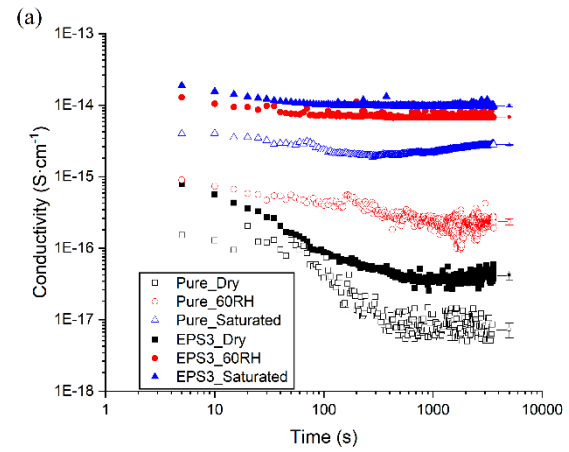 (a)
1E-13
1E-14
1E-15
1E-16
1E-17
1E-18
Conductivity (S·cm⁻¹)
Pure_Dry
Pure_60RH
Pure_Saturated
EPS3_Dry
EPS3_60RH
EPS3_Saturated
1 10 100 1000 10000
Time (s)